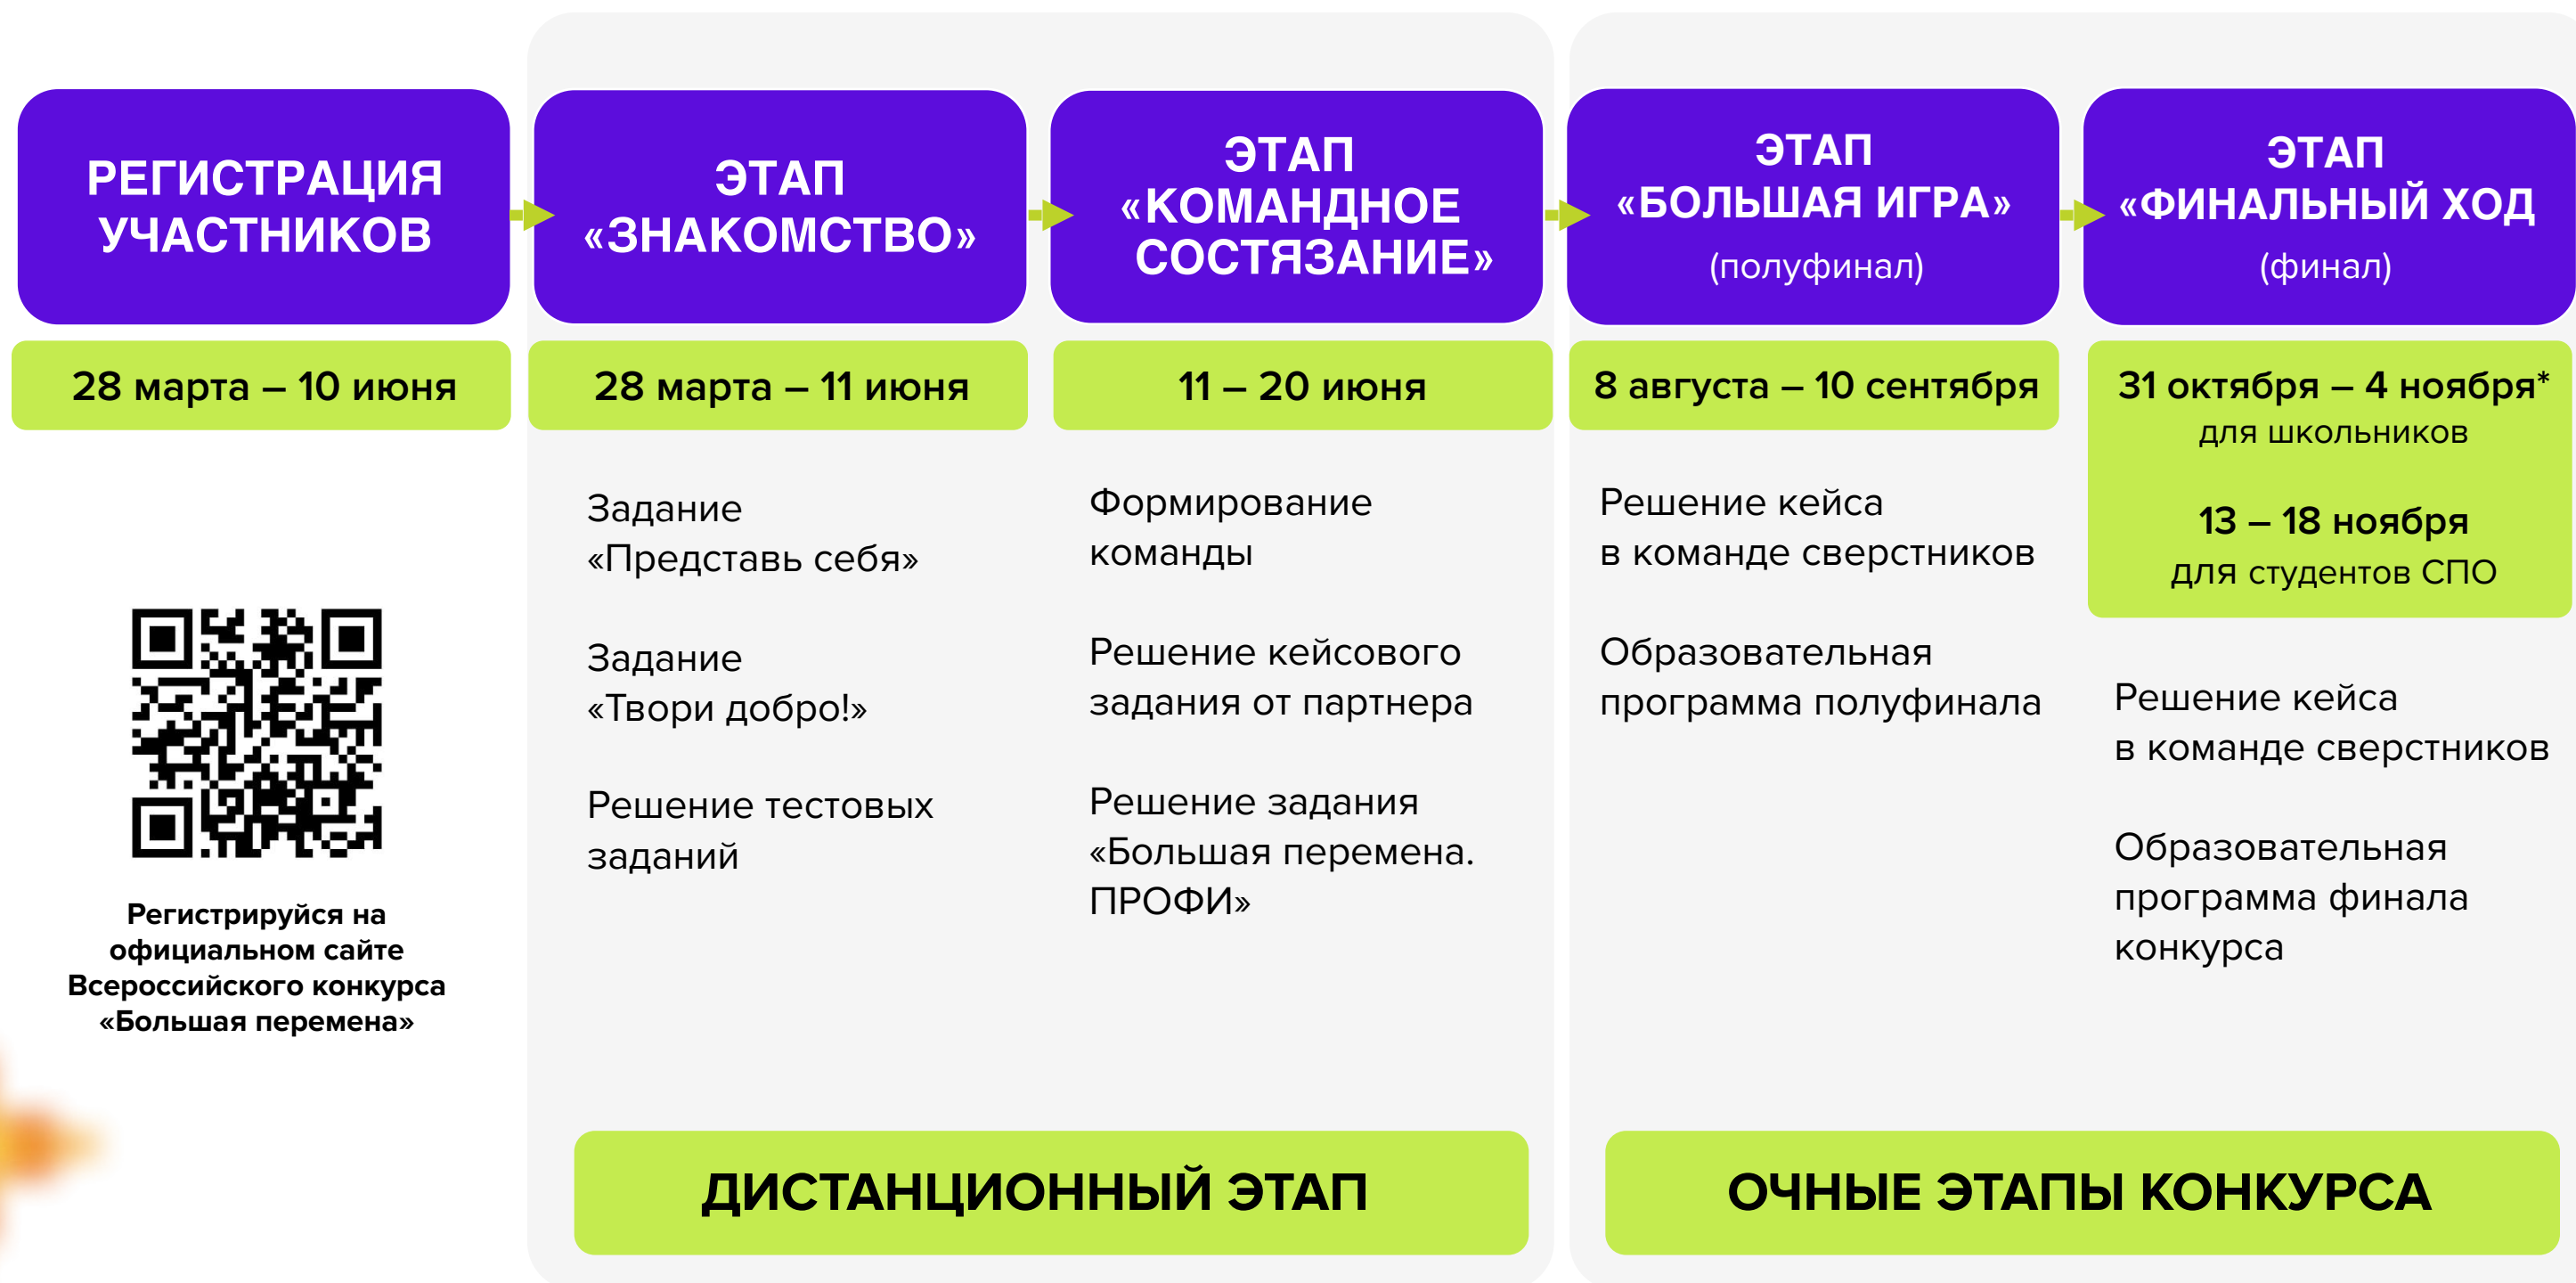 РЕГИСТРАЦИЯ
УЧАСТНИКОВ
28 марта – 10 июня
Регистрируйся на
официальном сайте
Всероссийского конкурса
«Большая перемена»
ЭТАП
«ЗНАКОМСТВО»
28 марта – 11 июня
Задание
«Представь себя»
Задание
«Твори добро!»
Решение тестовых
заданий
ЭТАП
«КОМАНДНОЕ
СОСТЯЗАНИЕ»
11 – 20 июня
Формирование
команды
Решение кейсового
задания от партнера
Решение задания
«Большая перемена.
ПРОФИ»
ДИСТАНЦИОННЫЙ ЭТАП
ЭТАП
«БОЛЬШАЯ ИГРА»
(полуфинал)
8 августа – 10 сентября
Решение кейса
в команде сверстников
Образовательная
программа полуфинала
ЭТАП
«ФИНАЛЬНЫЙ ХОД
(финал)
31 октября – 4 ноября*
для школьников
13 – 18 ноября
для студентов СПО
Решение кейса
в команде сверстников
Образовательная
программа финала
конкурса
ОЧНЫЕ ЭТАПЫ КОНКУРСА